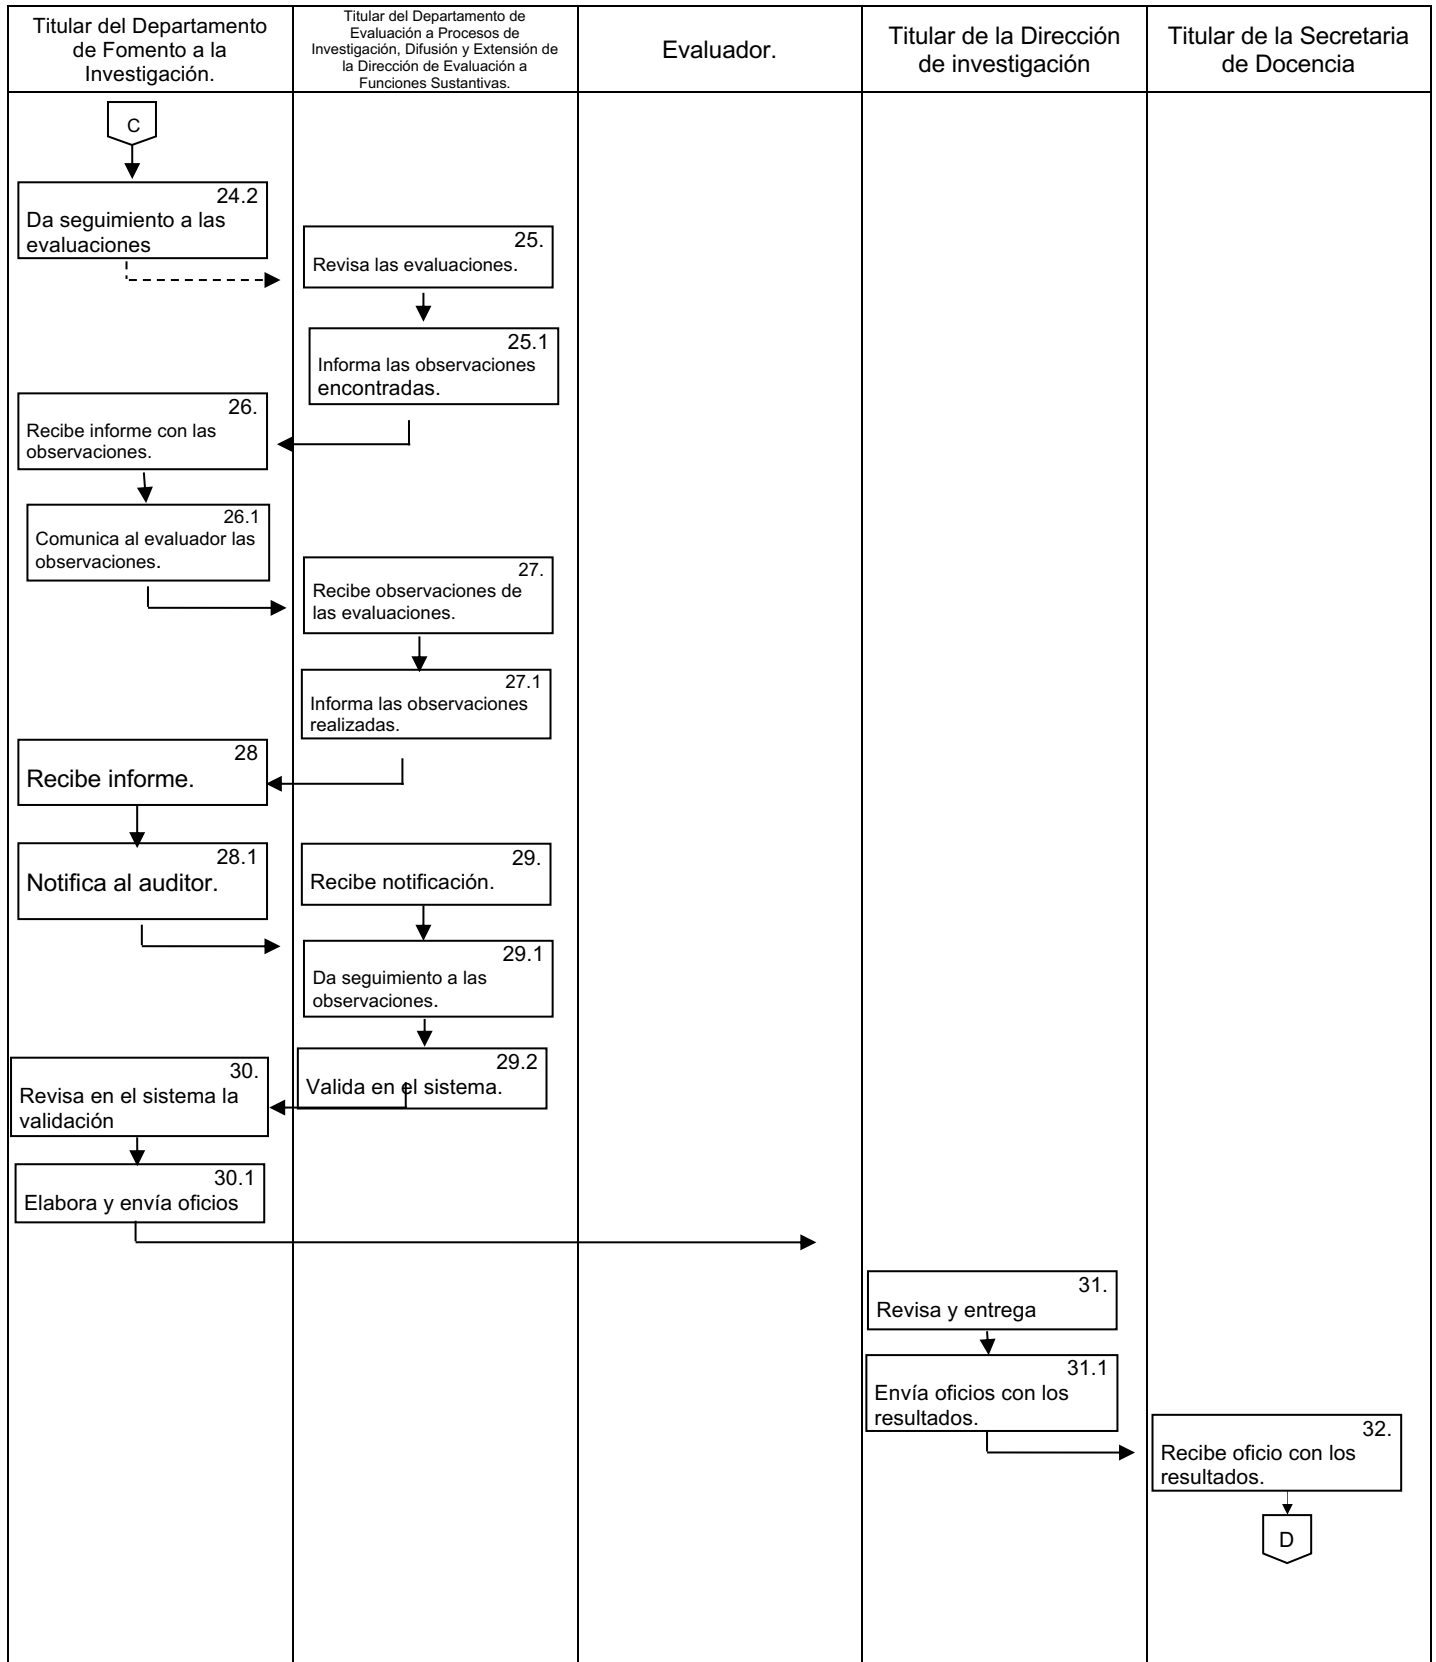 Titular del Departamento
de Fomento a la
Investigación.
Titular del Departamento de
Evaluación a Procesos de
Investigación, Difusión y Extensión de
la Dirección de Evaluación a
Funciones Sustantivas.
Evaluador.
Titular de la Dirección
de investigación
Titular de la Secretaria
de Docencia
C
24.2
Da seguimiento a las
evaluaciones
25.
Revisa las evaluaciones.
25.1
Informa las observaciones
encontradas.
26.
Recibe informe con las
observaciones.
26.1
Comunica al evaluador las
observaciones.
27.
Recibe observaciones de
las evaluaciones.
27.1
Informa las observaciones
realizadas.
28
Recibe informe.
28.1
Notifica al auditor.
29.
Recibe notificación.
29.1
Da seguimiento a las
observaciones.
29.2
Valida en el sistema.
30.
Revisa en el sistema la
validación
30.1
Elabora y envía oficios
31.
Revisa y entrega
31.1
Envía oficios con los
resultados.
32.
Recibe oficio con los
resultados.
D